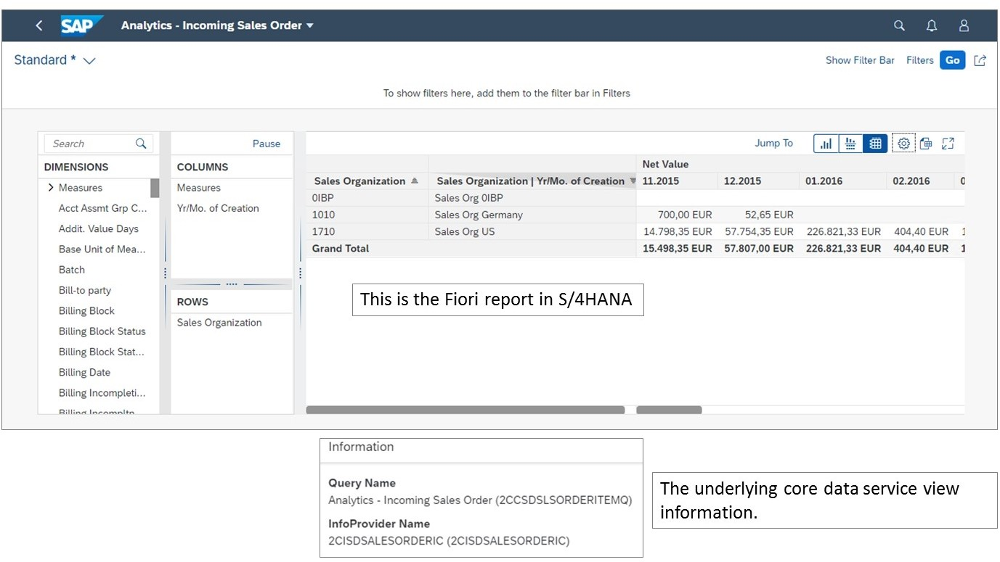 SAP Analytics - Incoming Sales Order
Standard *
Show Filter Bar Filters Go
To show filters here, add them to the filter bar in Filters
Search
DIMENSIONS
Measures
Acct Assmt Grp C...
Addit. Value Days
Base Unit of Mea...
Batch
Bill-to party
Billing Block
Billing Block Status
Billing Block Stat...
Billing Date
Billing Incompleti...
Billing Incompltn
Pause
COLUMNS
Measures
Yr/Mo. of Creation
ROWS
Sales Organization
Jump To
Net Value
Sales Organization Sales Organization | Yr/Mo. of Creation 11.2015 12.2015 01.2016 02.2016 0
0IBP Sales Org 0IBP
1010 Sales Org Germany 700,00 EUR 52,65 EUR
1710 Sales Org US 14.798,35 EUR 57.754,35 EUR 226.821,33 EUR 404,40 EUR 1
Grand Total 15.498,35 EUR 57.807,00 EUR 226.821,33 EUR 404,40 EUR 1
This is the Fiori report in S/4HANA
Information
Query Name
Analytics - Incoming Sales Order (2CCSDSLSORDERITEMQ)
InfoProvider Name
2CISDSALESORDERIC (2CISDSALESORDERIC)
The underlying core data service view
information.